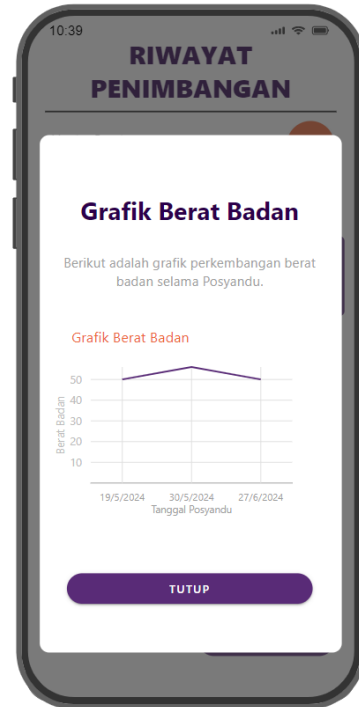 10:39
RIWAYAT
PENIMBANGAN
Grafik Berat Badan
Berikut adalah grafik perkembangan berat
badan selama Posyandu.
Grafik Berat Badan
Berat Badan
50
40
30
20
10
19/5/2024 30/5/2024 27/6/2024
Tanggal Posyandu
TUTUP